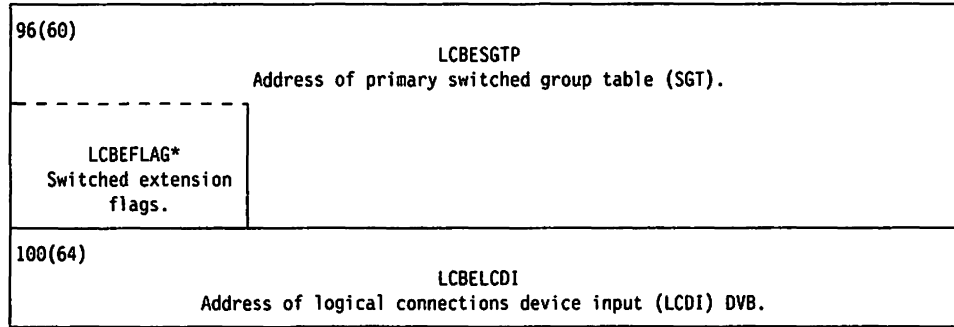 96(60)
LCBESGTP
Address of primary switched group table (SGT).
LCBEFLAG*
Switched extension
flags.
100(64)
LCBELCDI
Address of logical connections device input (LCDI) DVB.